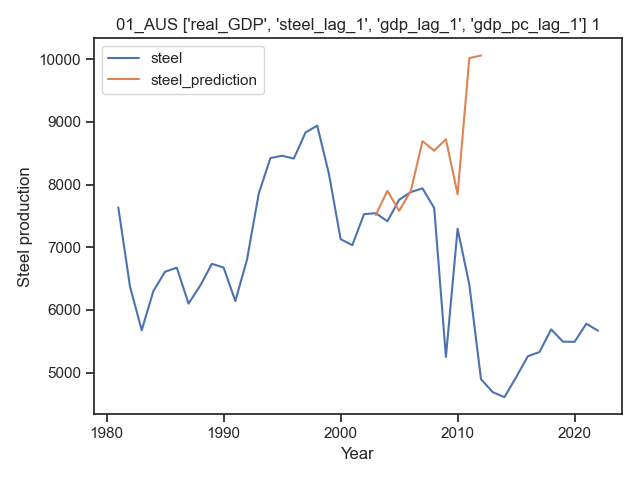 01_AUS ['real_GDP', 'steel_lag_1', 'gdp_lag_1', 'gdp_pc_lag_1'] 1
steel
steel_prediction
Steel production
10000
9000
8000
7000
6000
5000
1980 1990 2000 2010 2020
Year